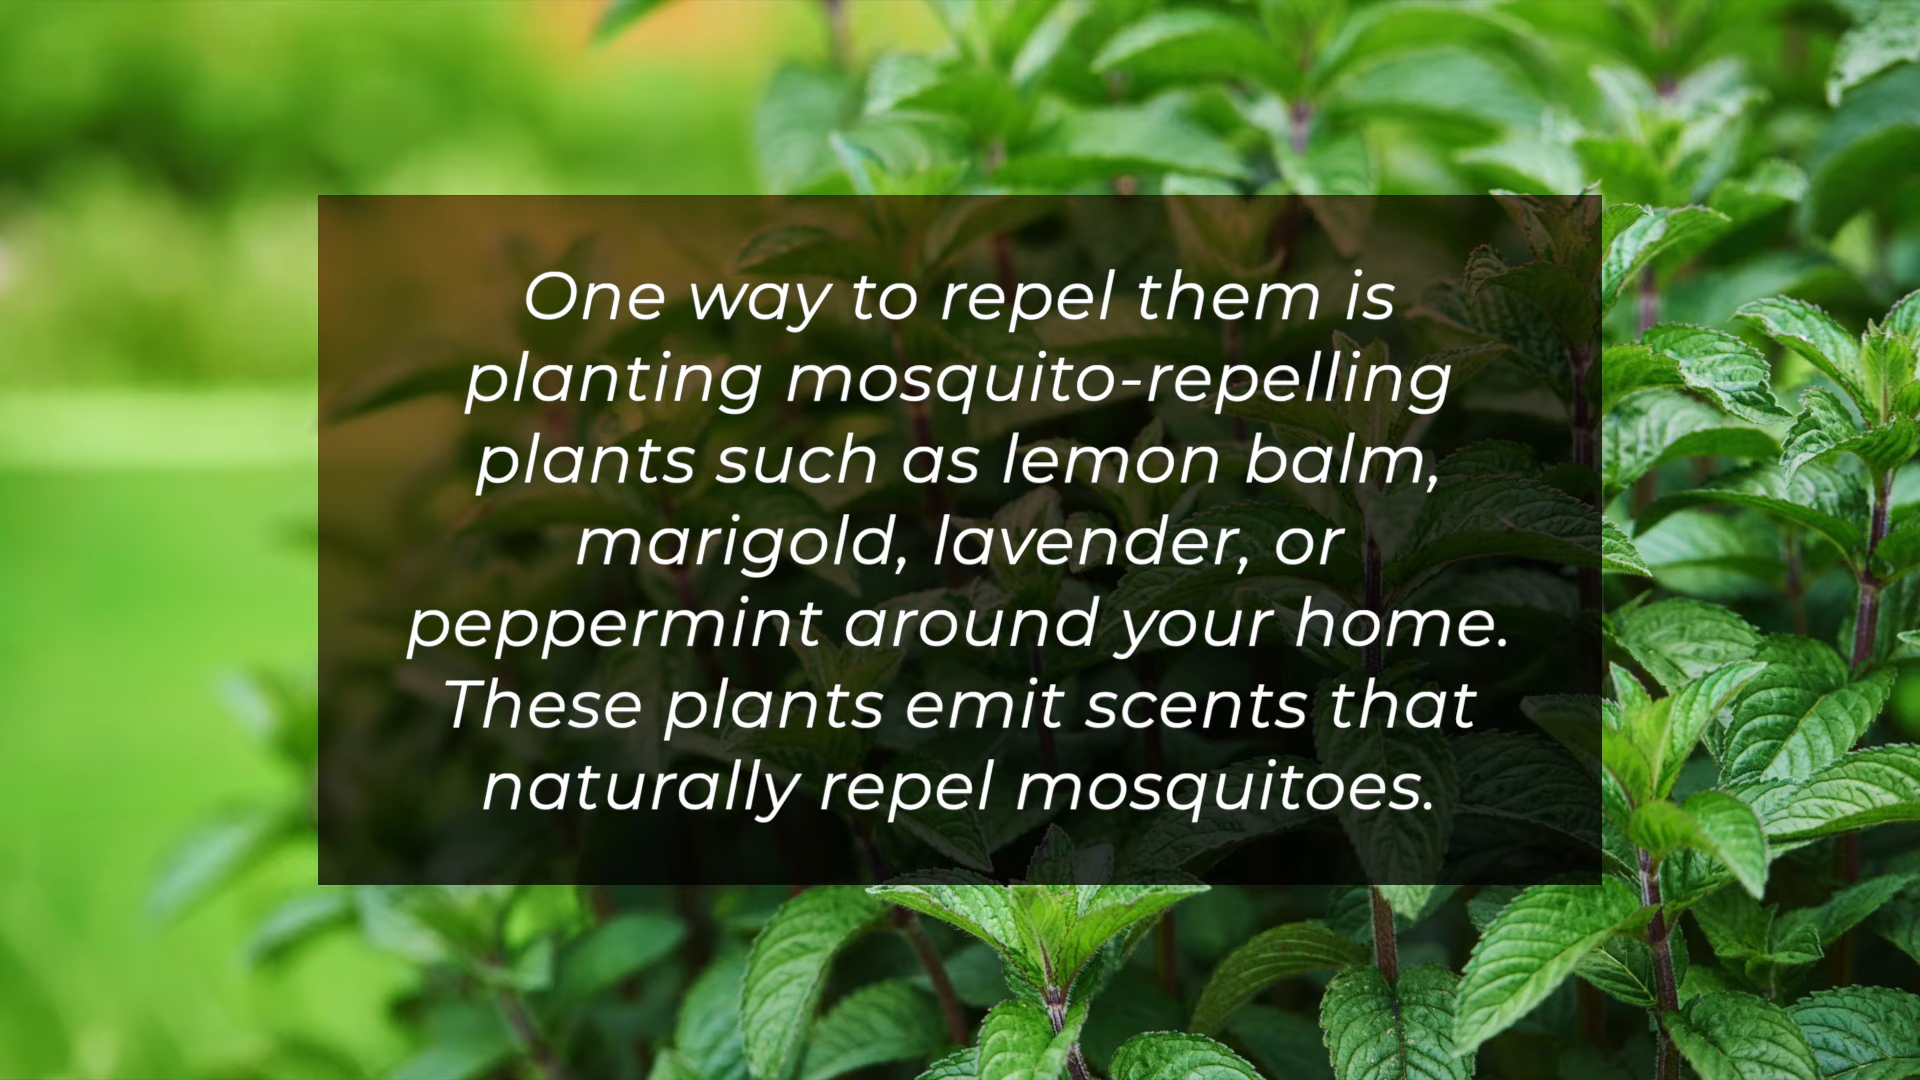 One way to repel them is
planting mosquito-repelling
plants such as lemon balm,
marigold, lavender, or
peppermint around your home.
These plants emit scents that
naturally repel mosquitoes.